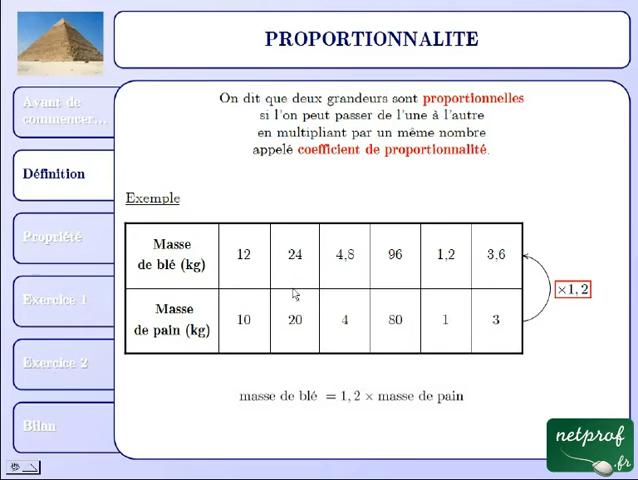 PROPORTIONNALITE
Avant de
commencer...
Définition
Propriété
Exercice 1
Exercice 2
Bilan
On dit que deux grandeurs sont proportionnelles
si l'on peut passer de l'une à l'autre
en multipliant par un même nombre
appelé coefficient de proportionnalité.
Exemple
Masse
de blé (kg) 12 24 4,8 96 1,2 3,6
Masse
de pain (kg) 10 20 4 80 1 3
×1,2
masse de blé = 1,2 × masse de pain
netprof
.fr